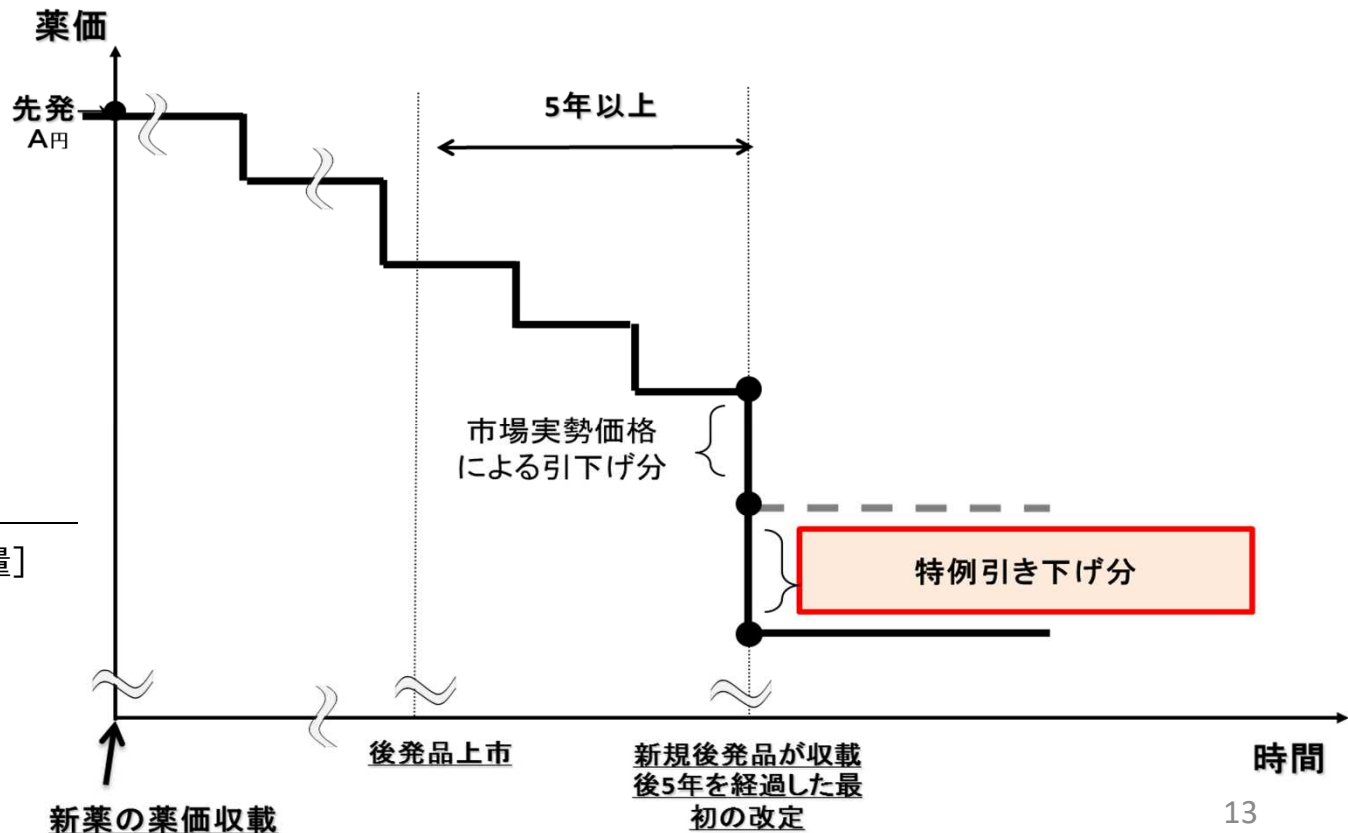 薬価
先発
A円
5年以上
市場実勢価格
による引下げ分
量]
特例引き下げ分
後発品上市
新規後発品が収載
後5年を経過した最
初の改定
時間
新薬の薬価収載
13